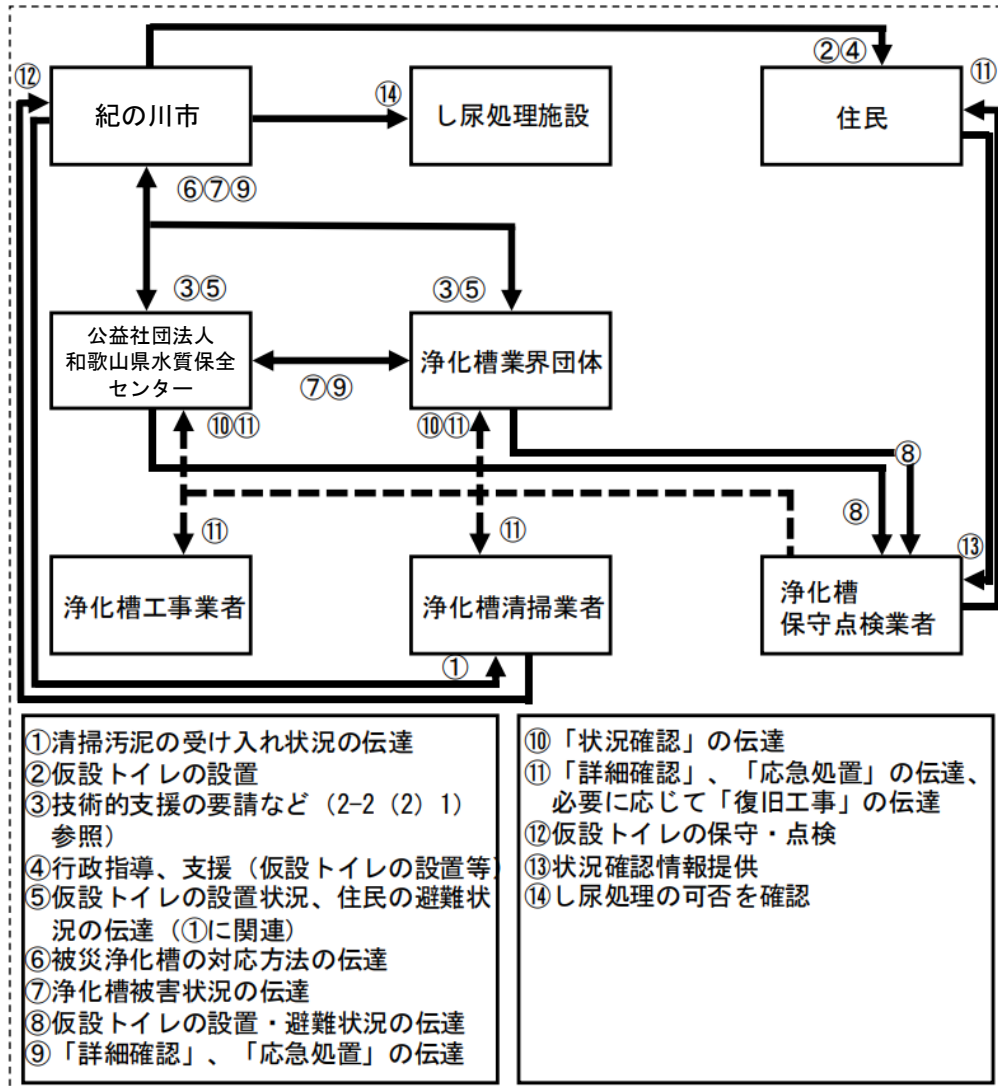 ②④
⑫
⑪
紀の川市
⑭
し尿処理施設
住民
⑥⑦⑨
③⑤
③⑤
公益社団法人
和歌山県水質保全
センター
浄化槽業界団体
⑦⑨
⑩⑪
⑩⑪
⑧
⑧
⑪
⑪
⑬
浄化槽工事業者
浄化槽清掃業者
浄化槽
保守点検業者
①
①清掃汚泥の受け入れ状況の伝達
②仮設トイレの設置
③技術的支援の要請など（2-2（2）1）
参照）
④行政指導、支援（仮設トイレの設置等）
⑤仮設トイレの設置状況、住民の避難状
況の伝達（①に関連）
⑥被災浄化槽の対応方法の伝達
⑦浄化槽被害状況の伝達
⑧仮設トイレの設置・避難状況の伝達
⑨「詳細確認」、「応急処置」の伝達
⑩「状況確認」の伝達
⑪「詳細確認」、「応急処置」の伝達、
必要に応じて「復旧工事」の伝達
⑫仮設トイレの保守・点検
⑬状況確認情報提供
⑭し尿処理の可否を確認